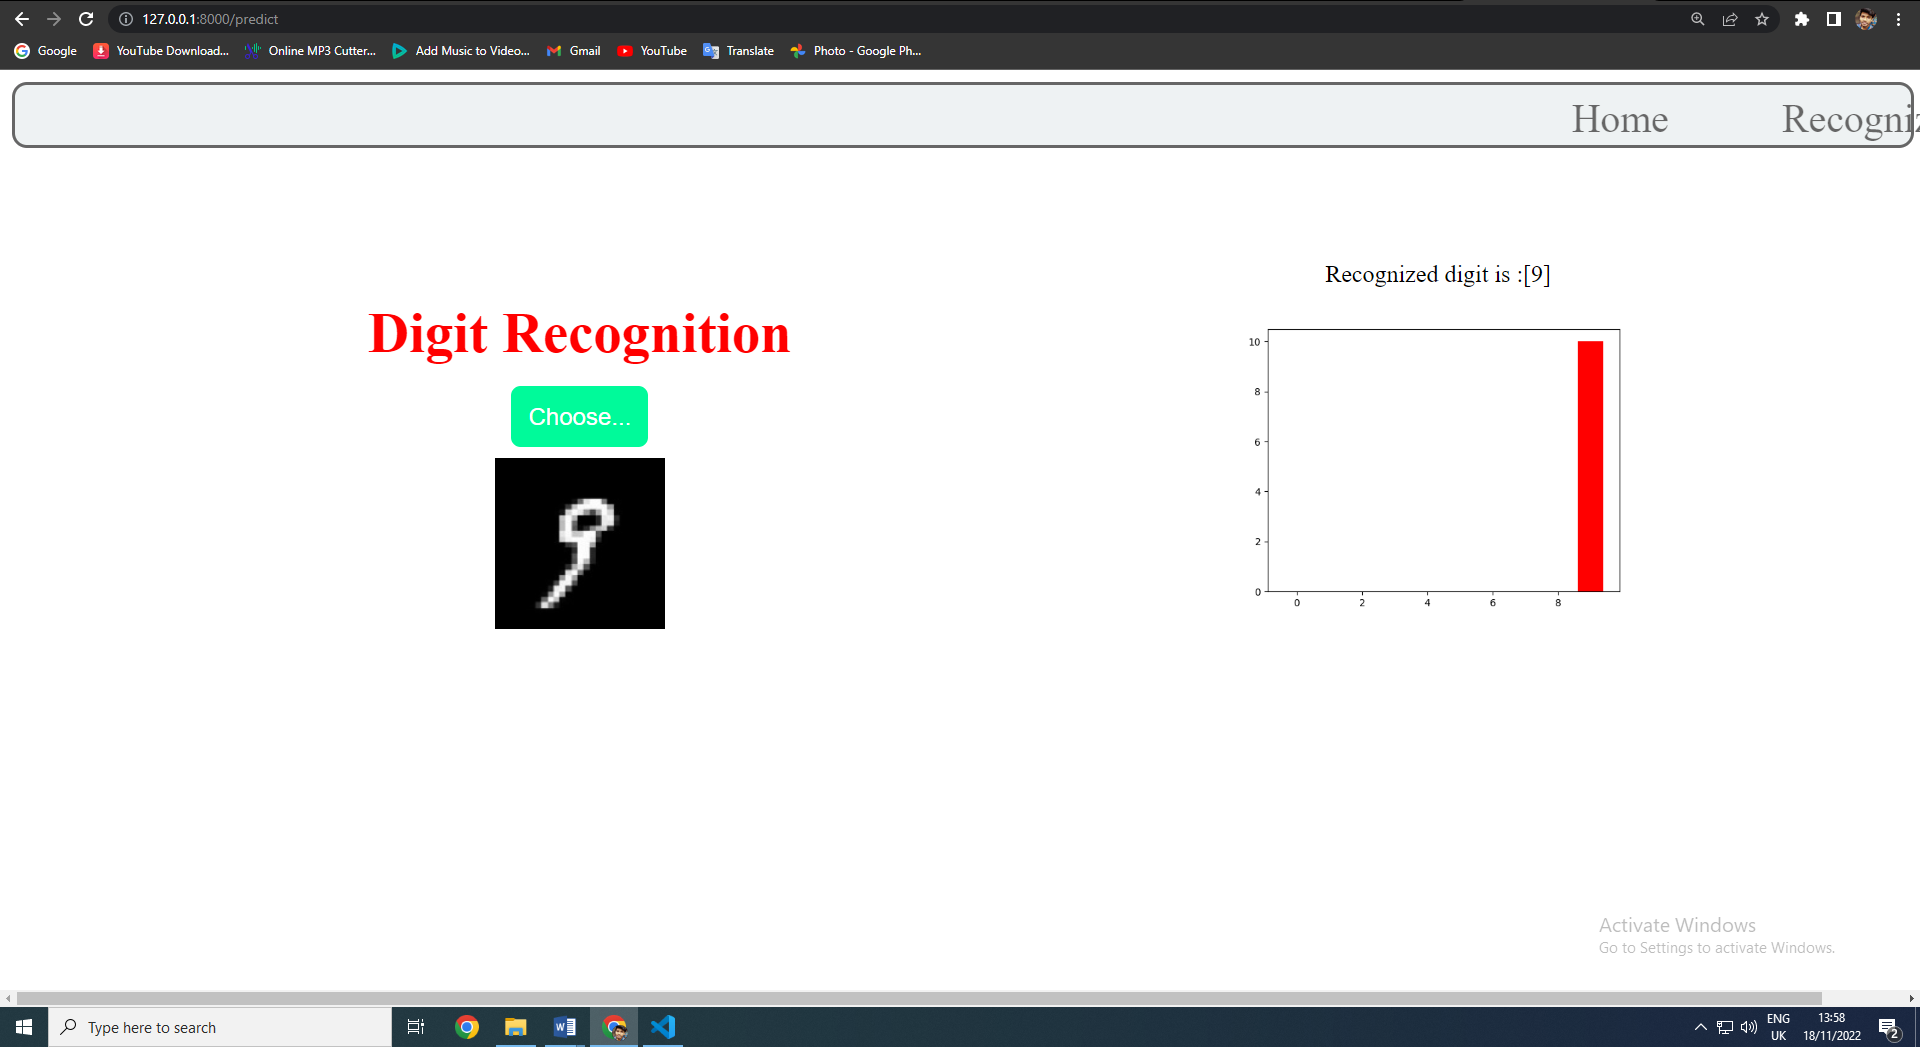 127.0.0.1:8000/predict
Google
YouTube Download...
Online MP3 Cutter...
Add Music to Video...
Gmail
YouTube
Translate
Photo - Google Ph...
Home
Recogniz
Recognized digit is :[9]
Digit Recognition
Choose...
9
10
8
6
4
2
0
0 2 4 6 8
Activate Windows
Go to Settings to activate Windows.
Type here to search
ENG
UK
13:58
18/11/2022
2